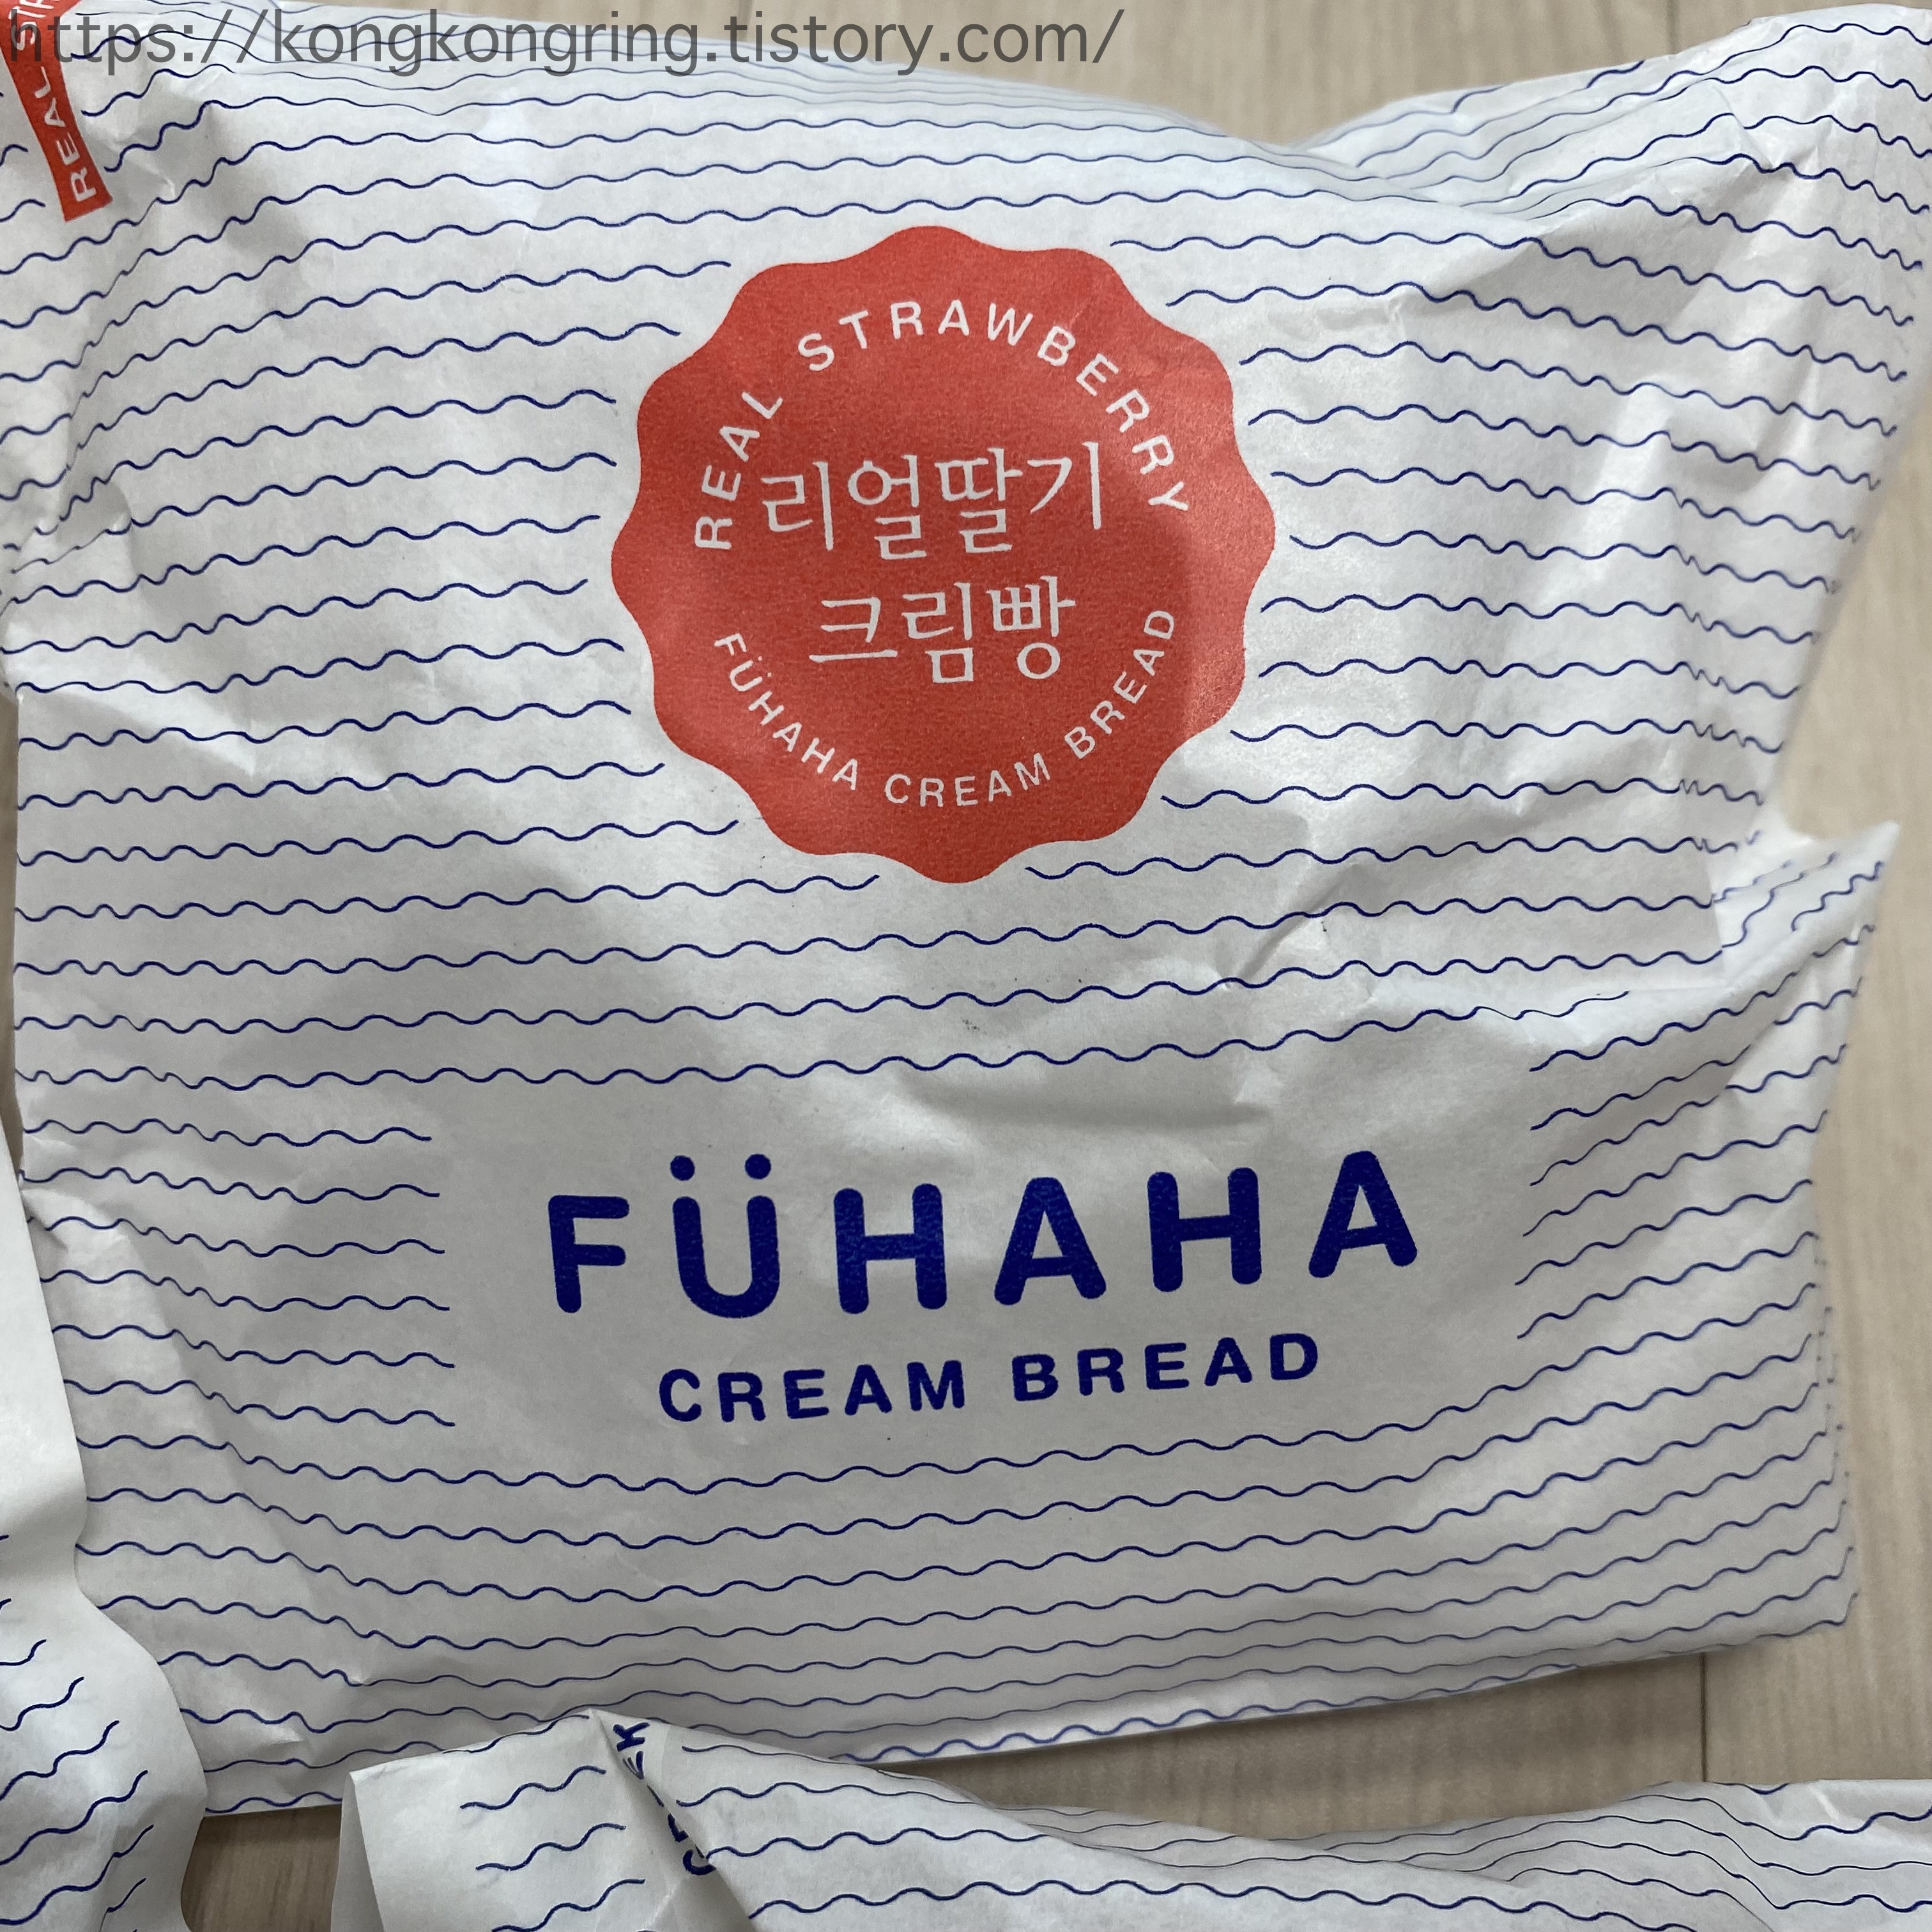 https://kongkongring.tistory.com/
REAL
REAL STRAWBERRY
리얼딸기
크림빵
FÜHAHA CREAM BREAD
FÜHAHA
CREAM BREAD